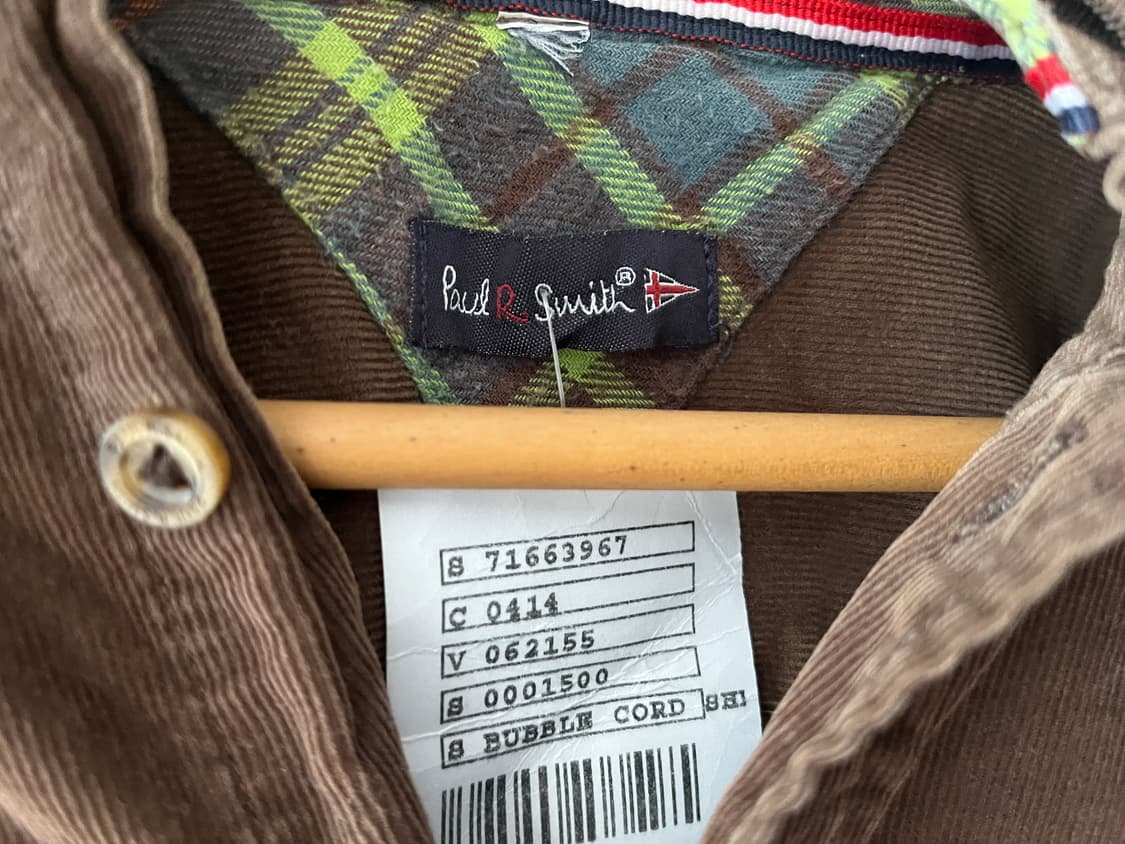 Paul R. Smith®
S 71663967
C 0414
V 062155
S 0001500
S BUBBLE CORD SHI